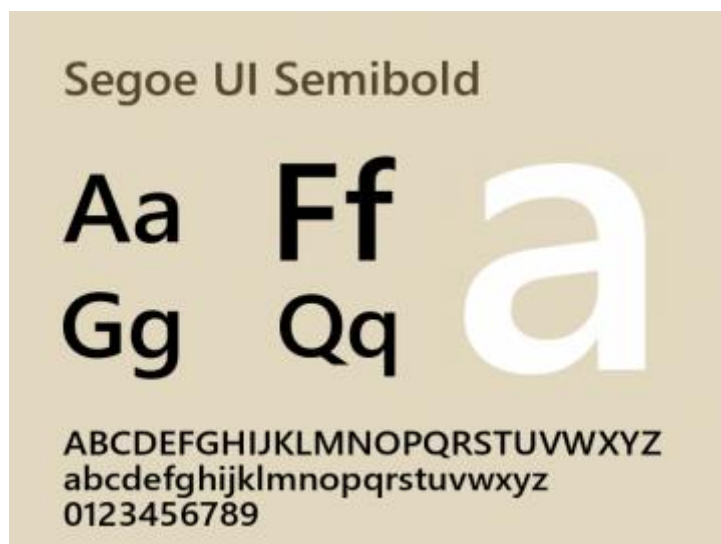 Segoe UI Semibold
Aa Ff a
Gg Qq
ABCDEFGHIJKLMNOPQRSTUVWXYZ
abcdefghijklmnopqrstuvwxyz
0123456789